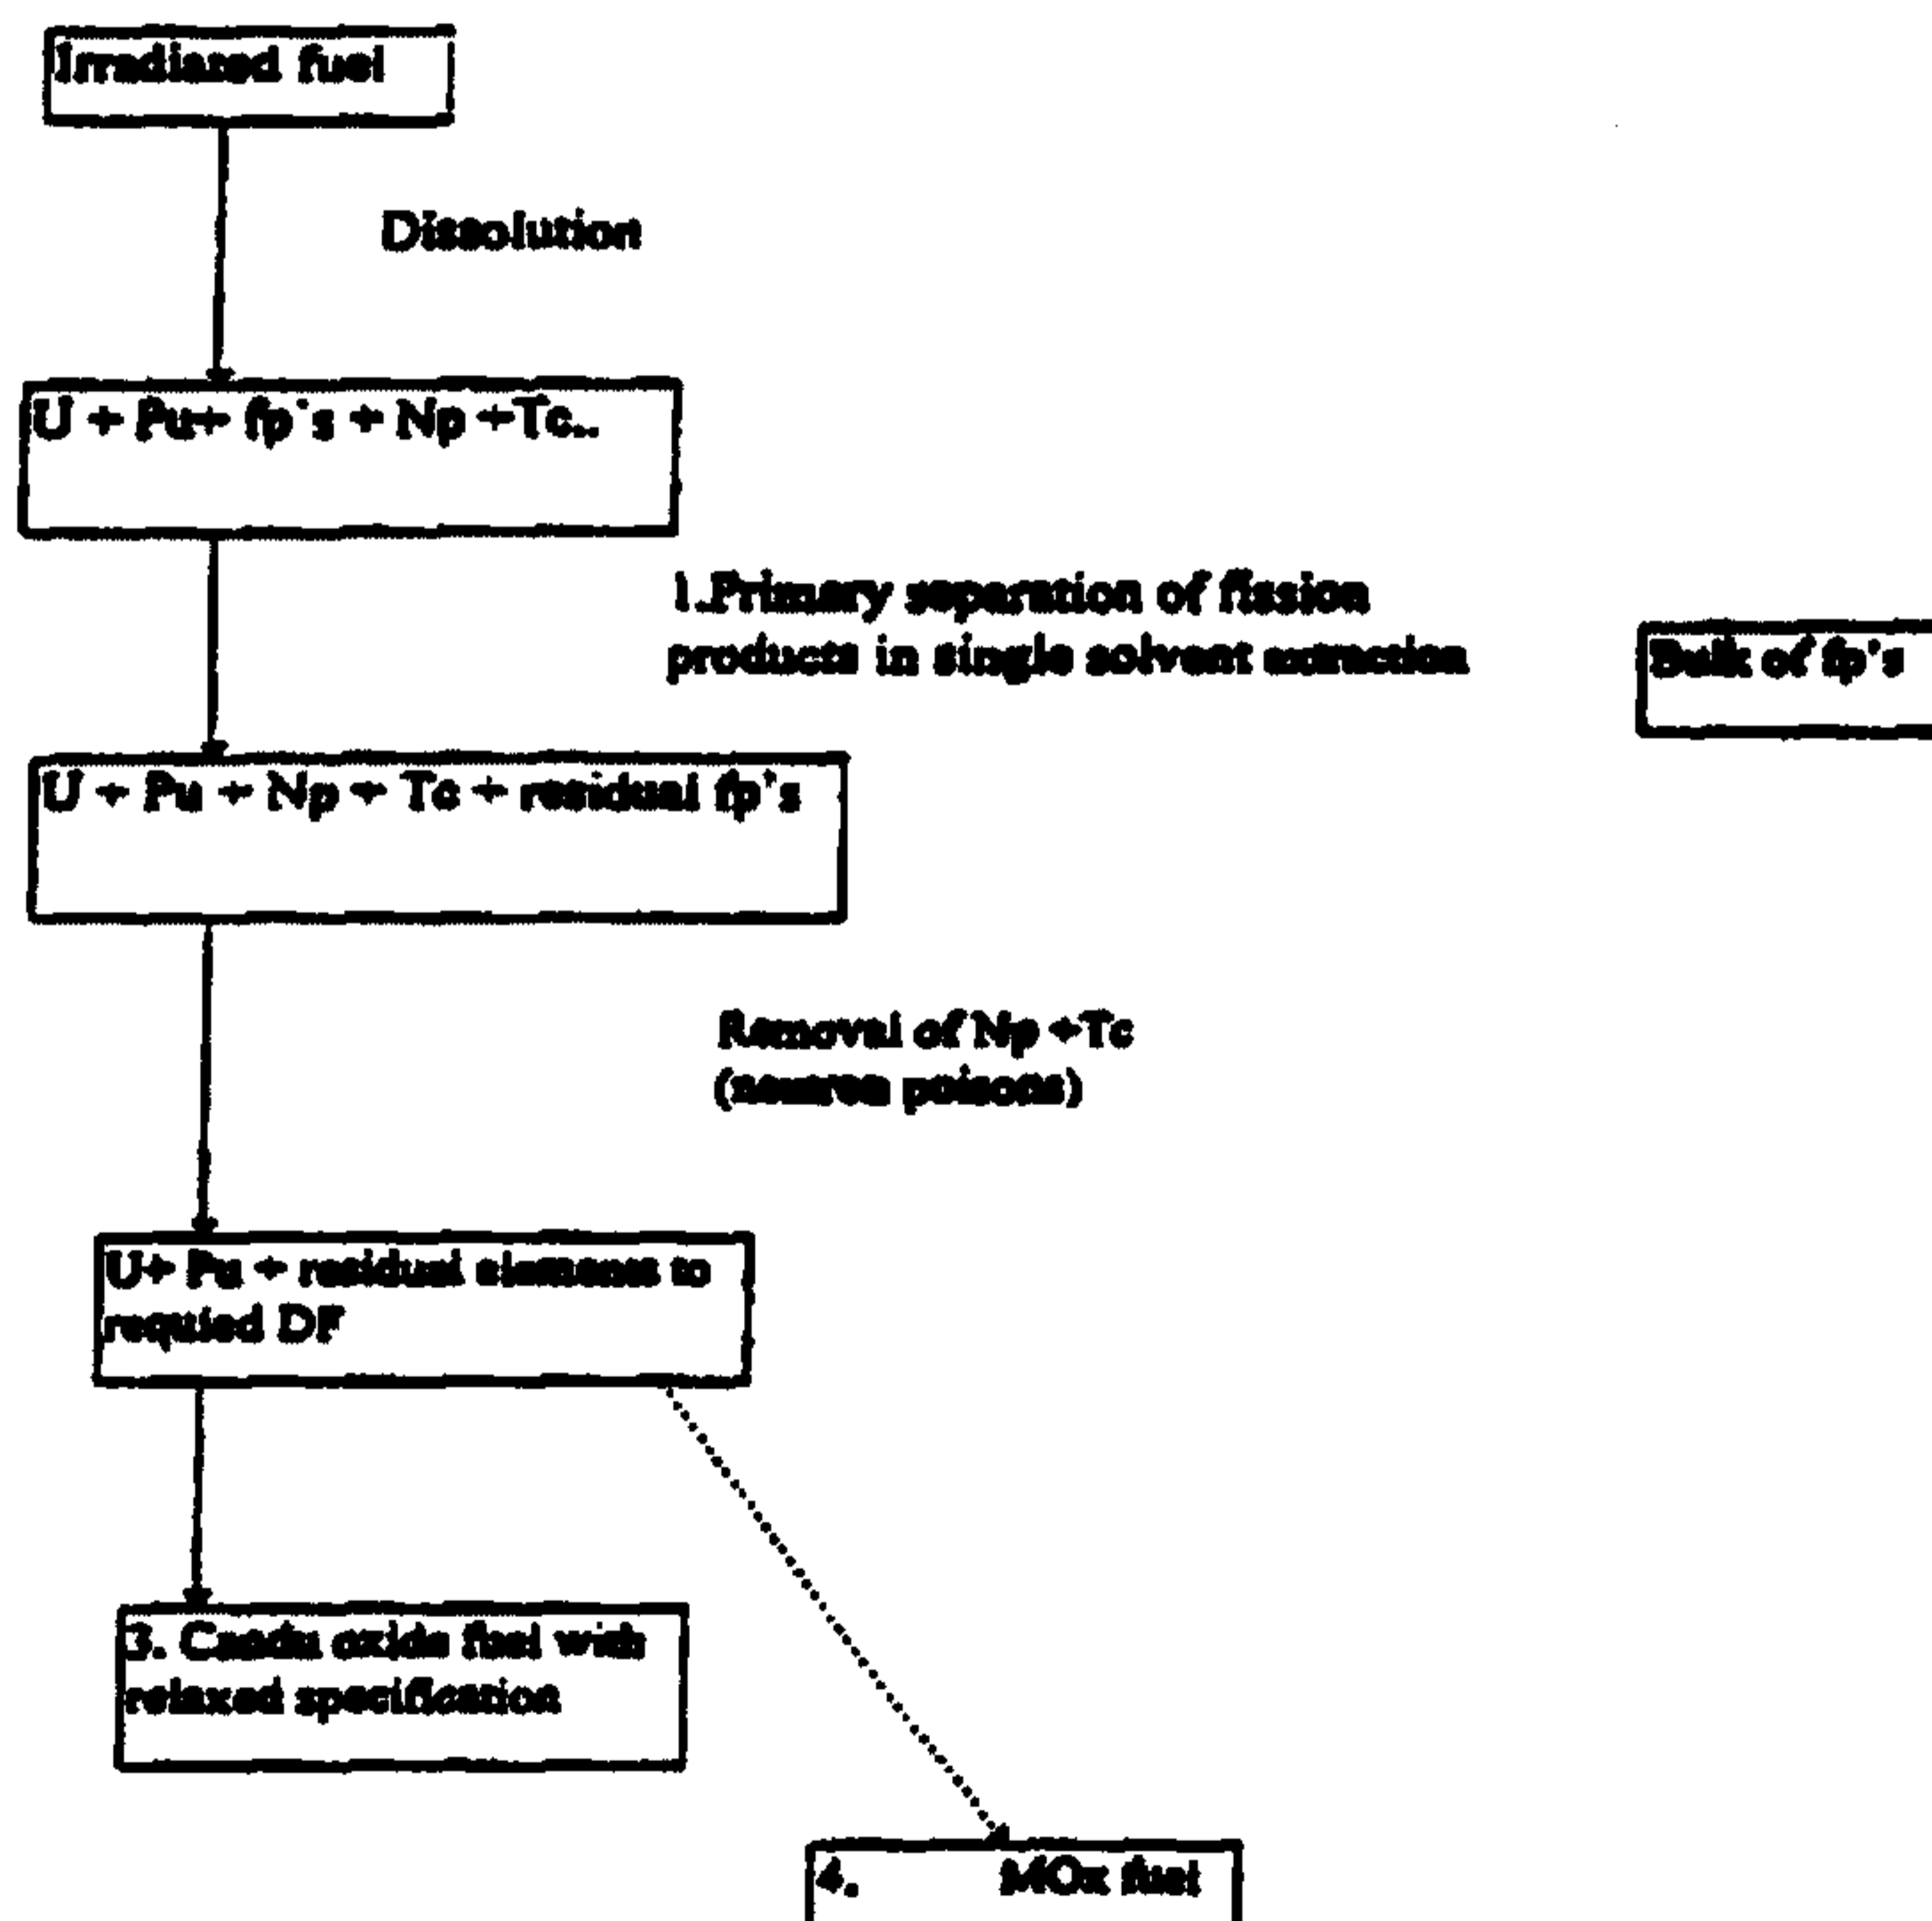 Irradiated fuel
Dissolution
U + Pu+ fp's + Np +Tc..
1.Primary separation of fission
products in single solvent extraction
Bulk of fp's
U + Pu + Np + Tc + residual fp's
Removal of Np +Tc
(neutron poisons)
U+ Pu + residual elements to
requied DF
3. Candu oxide fuel with
relaxed specification
4. MOx fuel